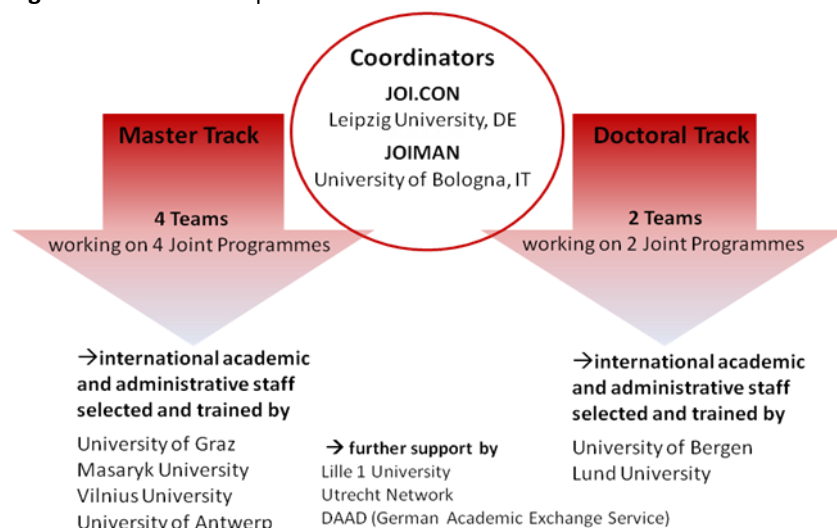 Coordinators
JOI.CON
Leipzig University, DE
JOIMAN
University of Bologna, IT
Master Track
4 Teams
working on 4 Joint Programmes
Doctoral Track
2 Teams
working on 2 Joint Programmes
→international academic
and administrative staff
selected and trained by
University of Graz
Masaryk University
Vilnius University
University of Antwerp
→ further support by
Lille 1 University
Utrecht Network
DAAD (German Academic Exchange Service)
→international academic
and administrative staff
selected and trained by
University of Bergen
Lund University